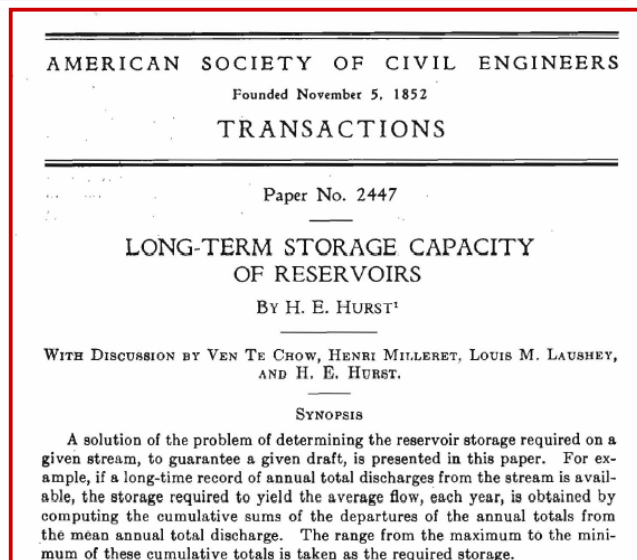 AMERICAN SOCIETY OF CIVIL ENGINEERS
Founded November 5, 1852
TRANSACTIONS
Paper No. 2447
LONG-TERM STORAGE CAPACITY
OF RESERVOIRS
BY H. E. HURST¹
WITH DISCUSSION BY VEN TE CHOW, HENRI MILLERET, LOUIS M. LAUSHEY,
AND H. E. HURST.
SYNOPSIS
A solution of the problem of determining the reservoir storage required on a
given stream, to guarantee a given draft, is presented in this paper. For ex-
ample, if a long-time record of annual total discharges from the stream is avail-
able, the storage required to yield the average flow, each year, is obtained by
computing the cumulative sums of the departures of the annual totals from
the mean annual total discharge. The range from the maximum to the mini-
mum of these cumulative totals is taken as the required storage.